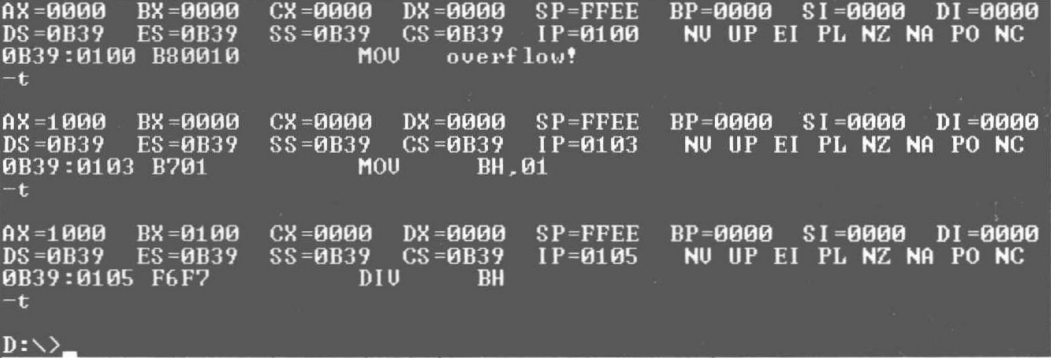 AX=0000 BX=0000 CX=0000 DX=0000 SP=FFEE BP=0000 SI=0000 DI=0000
DS=0B39 ES=0B39 SS=0B39 CS=0B39 IP=0100 NV UP EI PL NZ NA PO NC
0B39:0100 B80010 MOV overflow!
-t
AX=1000 BX=0000 CX=0000 DX=0000 SP=FFEE BP=0000 SI=0000 DI=0000
DS=0B39 ES=0B39 SS=0B39 CS=0B39 IP=0103 NV UP EI PL NZ NA PO NC
0B39:0103 B701 MOV BH,01
-t
AX=1000 BX=0100 CX=0000 DX=0000 SP=FFEE BP=0000 SI=0000 DI=0000
DS=0B39 ES=0B39 SS=0B39 CS=0B39 IP=0105 NV UP EI PL NZ NA PO NC
0B39:0105 F6F7 DIV BH
-t
D:\>